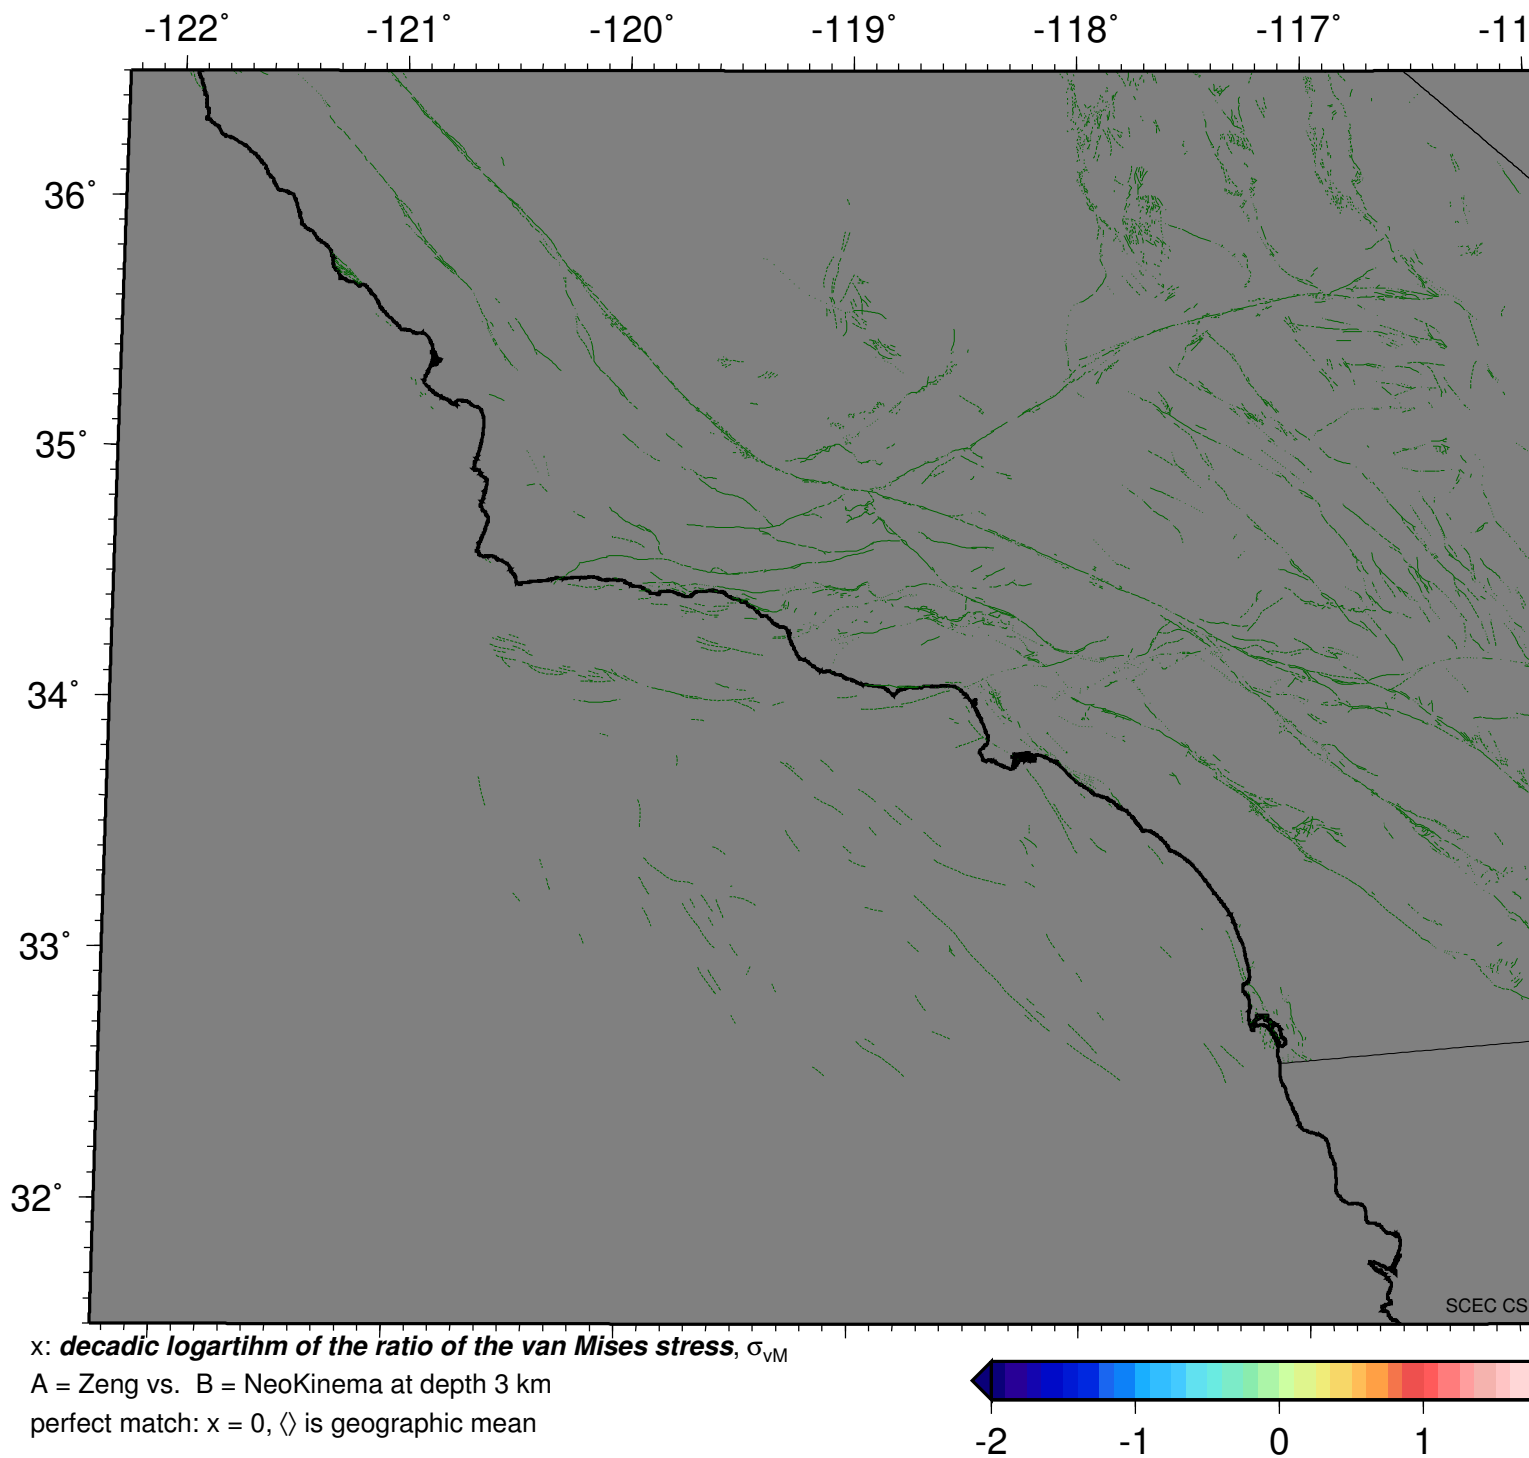 -122° -121° -120° -119° -118° -117° -11
36°
35°
34°
33°
32°
SCEC CS
x: decadic logartihm of the ratio of the van Mises stress, σvM
A = Zeng vs. B = NeoKinema at depth 3 km
perfect match: x = 0, ⟨⟩ is geographic mean
-2 -1 0 1